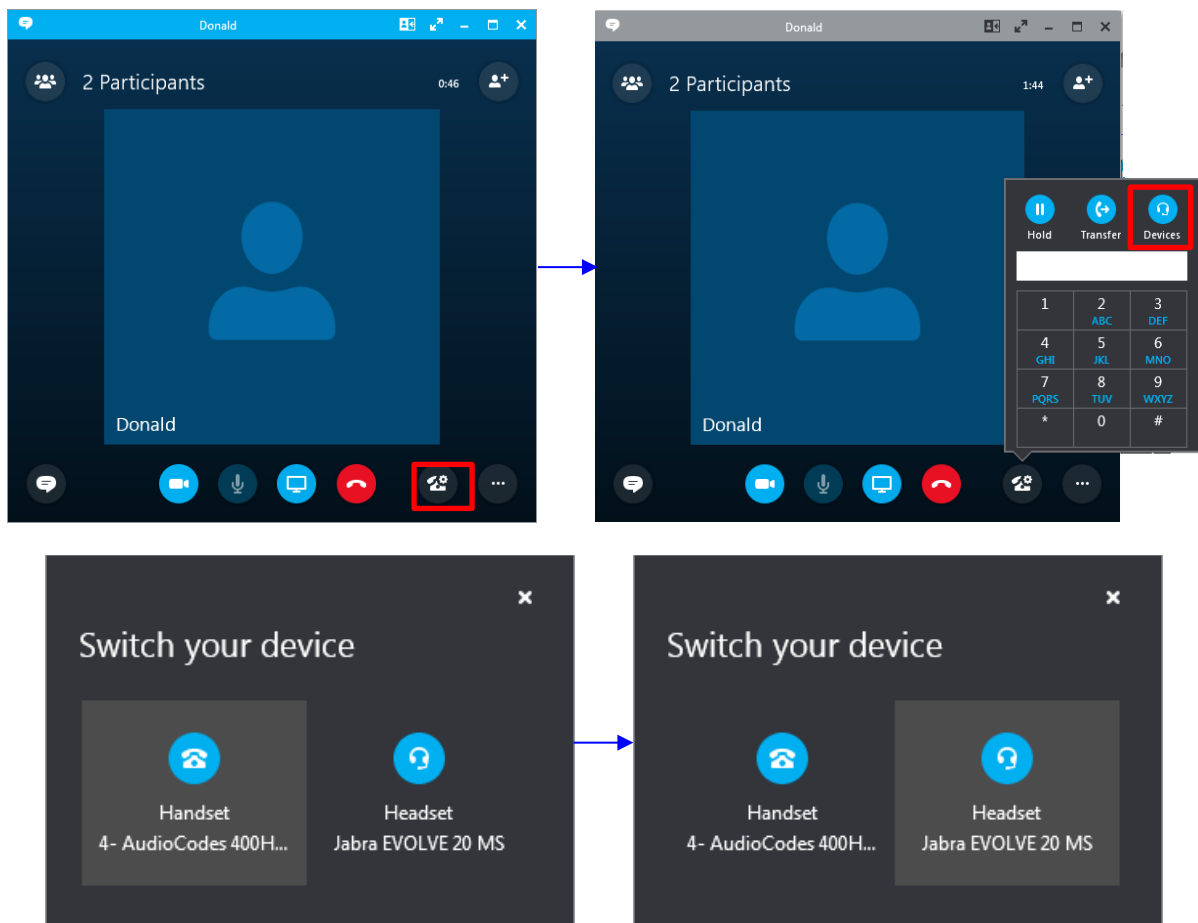 Donald
2 Participants
0:46
Donald
Donald
2 Participants
1:44
Hold Transfer Devices
1 2 3
ABC DEF
4 5 6
GHI JKL MNO
7 8 9
PQRS TUV WXYZ
* 0 #
Donald
Switch your device
Handset
4- AudioCodes 400H...
Headset
Jabra EVOLVE 20 MS
Switch your device
Handset
4- AudioCodes 400H...
Headset
Jabra EVOLVE 20 MS